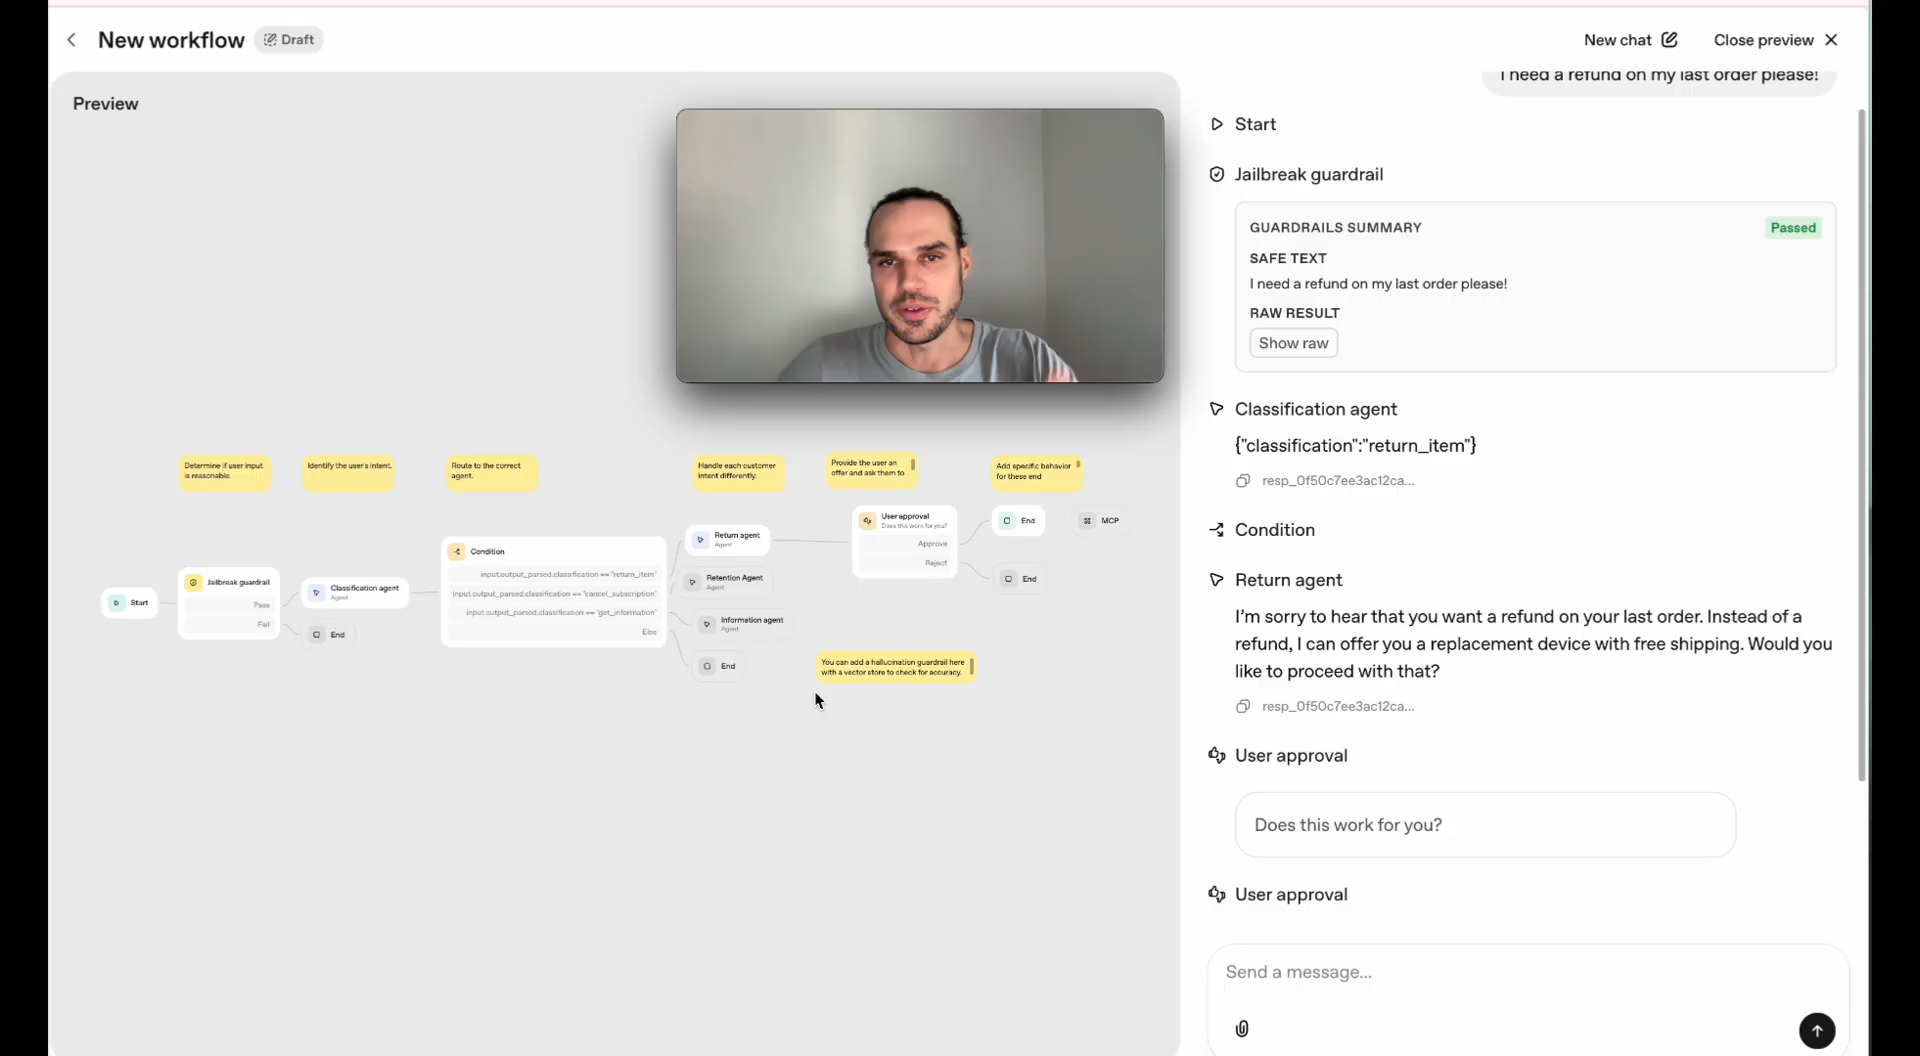 New workflow
Draft
New chat
Close preview
Preview
I need a refund on my last order please!
Start
Jailbreak guardrail
GUARDRAILS SUMMARY
Passed
SAFE TEXT
I need a refund on my last order please!
RAW RESULT
Show raw
Classification agent
{"classification":"return_item"}
resp_0f50c7ee3ac12ca...
Condition
Return agent
I'm sorry to hear that you want a refund on your last order. Instead of a
refund, I can offer you a replacement device with free shipping. Would you
like to proceed with that?
resp_0f50c7ee3ac12ca...
User approval
Does this work for you?
User approval
Send a message...
Determine if user input
is reasonable.
Identify the user's intent.
Route to the correct
agent.
Handle each customer
intent differently.
Provide the user an
offer and ask them to
Add specific behavior
for these end
Start
Jailbreak guardrail
Pass
Fail
Classification agent
Agent
End
Condition
input.output_parsed.classification == "return_item"
input.output_parsed.classification == "cancel_subscription"
input.output_parsed.classification == "get_information"
Else
Return agent
Agent
Retention Agent
Agent
Information agent
Agent
End
User approval
Does this work for you?
Approve
Reject
End
MCP
End
You can add a hallucination guardrail here
with a vector store to check for accuracy.